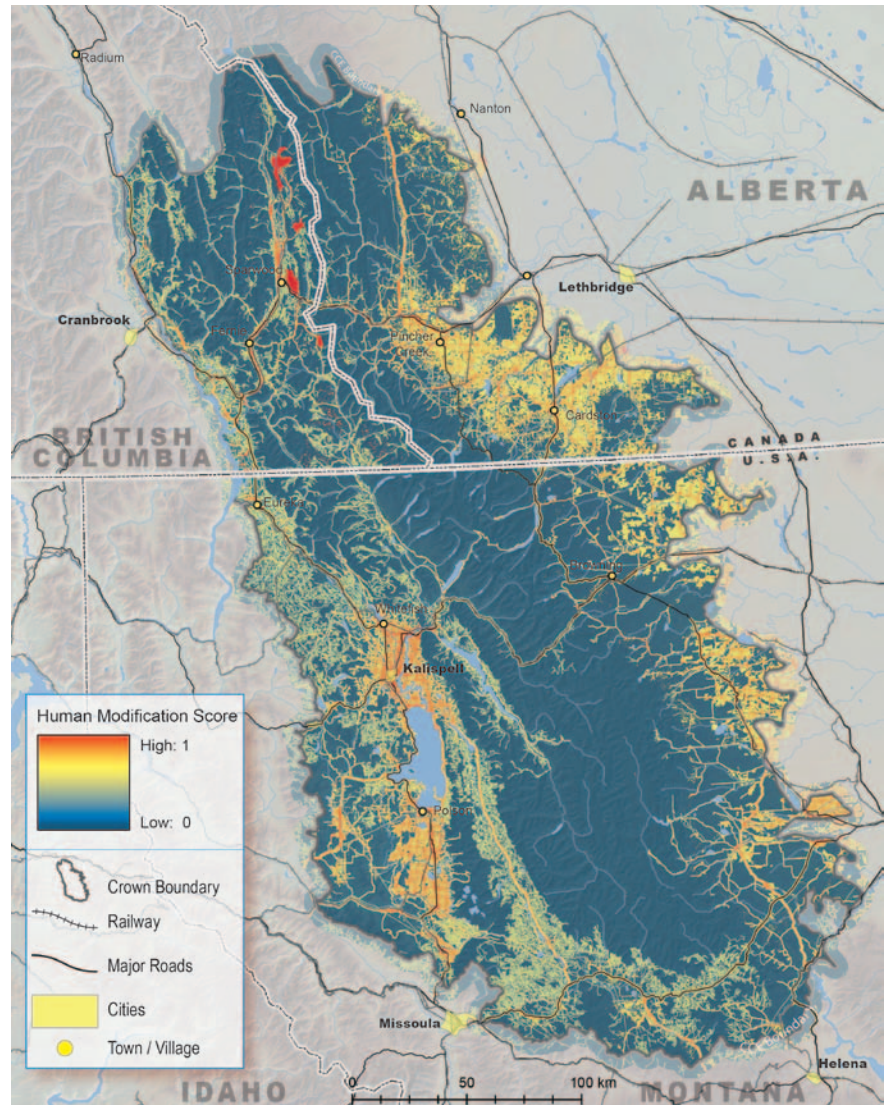 Radium
Nanton
ALBERTA
Lethbridge
Cranbrook
Fernie
Pincher
Creek
Cardston
BRITISH
COLUMBIA
CANADA
U.S.A.
Eureka
Browning
Whitefish
Kalispell
Human Modification Score
High: 1
Low: 0
Polson
Crown Boundary
Railway
Major Roads
Cities
Town / Village
Missoula
Helena
IDAHO
0 50 100 km
MONTANA